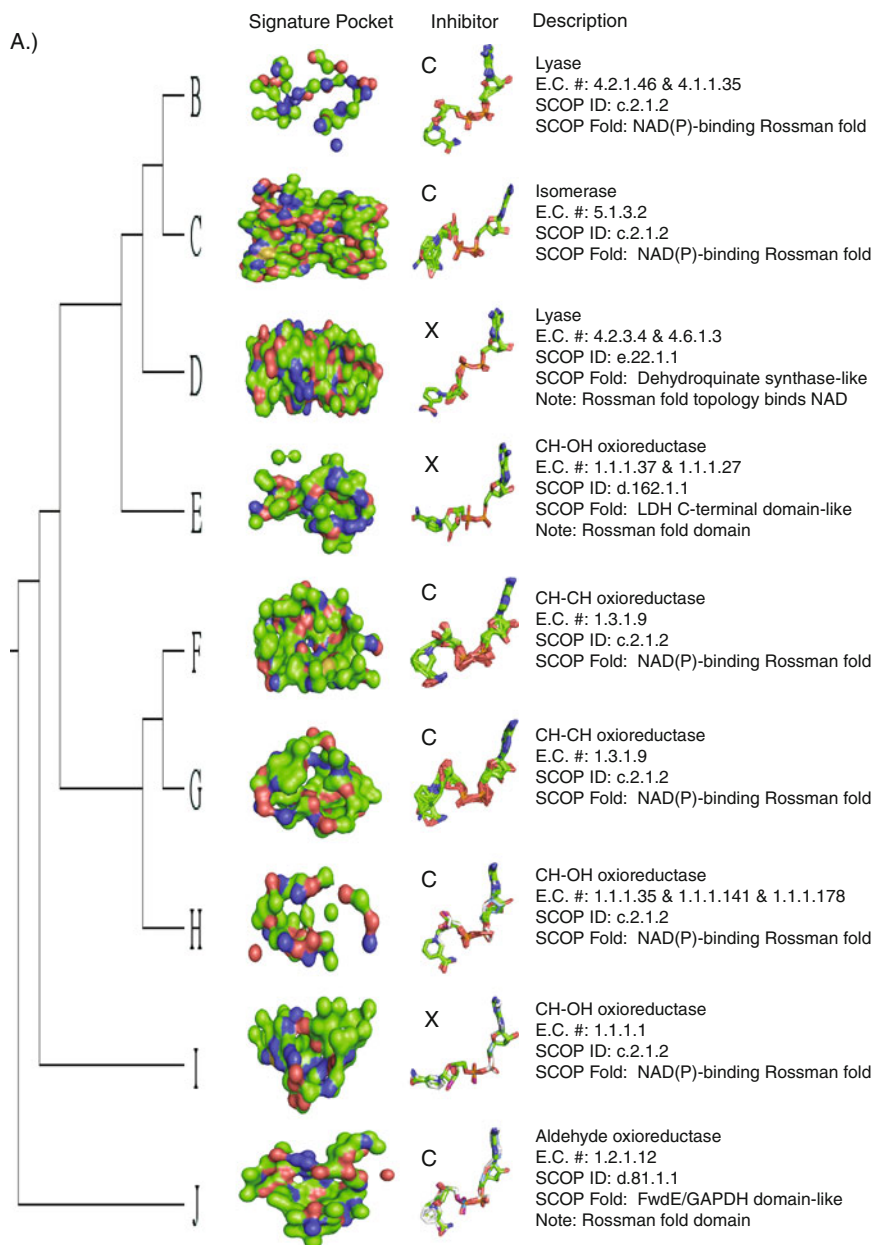 A.)
Signature Pocket Inhibitor Description
B
C
Lyase
E.C. #: 4.2.1.46 & 4.1.1.35
SCOP ID: c.2.1.2
SCOP Fold: NAD(P)-binding Rossman fold
C
C
Isomerase
E.C. #: 5.1.3.2
SCOP ID: c.2.1.2
SCOP Fold: NAD(P)-binding Rossman fold
D
X
Lyase
E.C. #: 4.2.3.4 & 4.6.1.3
SCOP ID: e.22.1.1
SCOP Fold: Dehydroquinate synthase-like
Note: Rossman fold topology binds NAD
E
X
CH-OH oxioreductase
E.C. #: 1.1.1.37 & 1.1.1.27
SCOP ID: d.162.1.1
SCOP Fold: LDH C-terminal domain-like
Note: Rossman fold domain
F
C
CH-CH oxioreductase
E.C. #: 1.3.1.9
SCOP ID: c.2.1.2
SCOP Fold: NAD(P)-binding Rossman fold
G
C
CH-CH oxioreductase
E.C. #: 1.3.1.9
SCOP ID: c.2.1.2
SCOP Fold: NAD(P)-binding Rossman fold
H
C
CH-OH oxioreductase
E.C. #: 1.1.1.35 & 1.1.1.141 & 1.1.1.178
SCOP ID: c.2.1.2
SCOP Fold: NAD(P)-binding Rossman fold
I
X
CH-OH oxioreductase
E.C. #: 1.1.1.1
SCOP ID: c.2.1.2
SCOP Fold: NAD(P)-binding Rossman fold
J
C
Aldehyde oxioreductase
E.C. #: 1.2.1.12
SCOP ID: d.81.1.1
SCOP Fold: FwdE/GAPDH domain-like
Note: Rossman fold domain